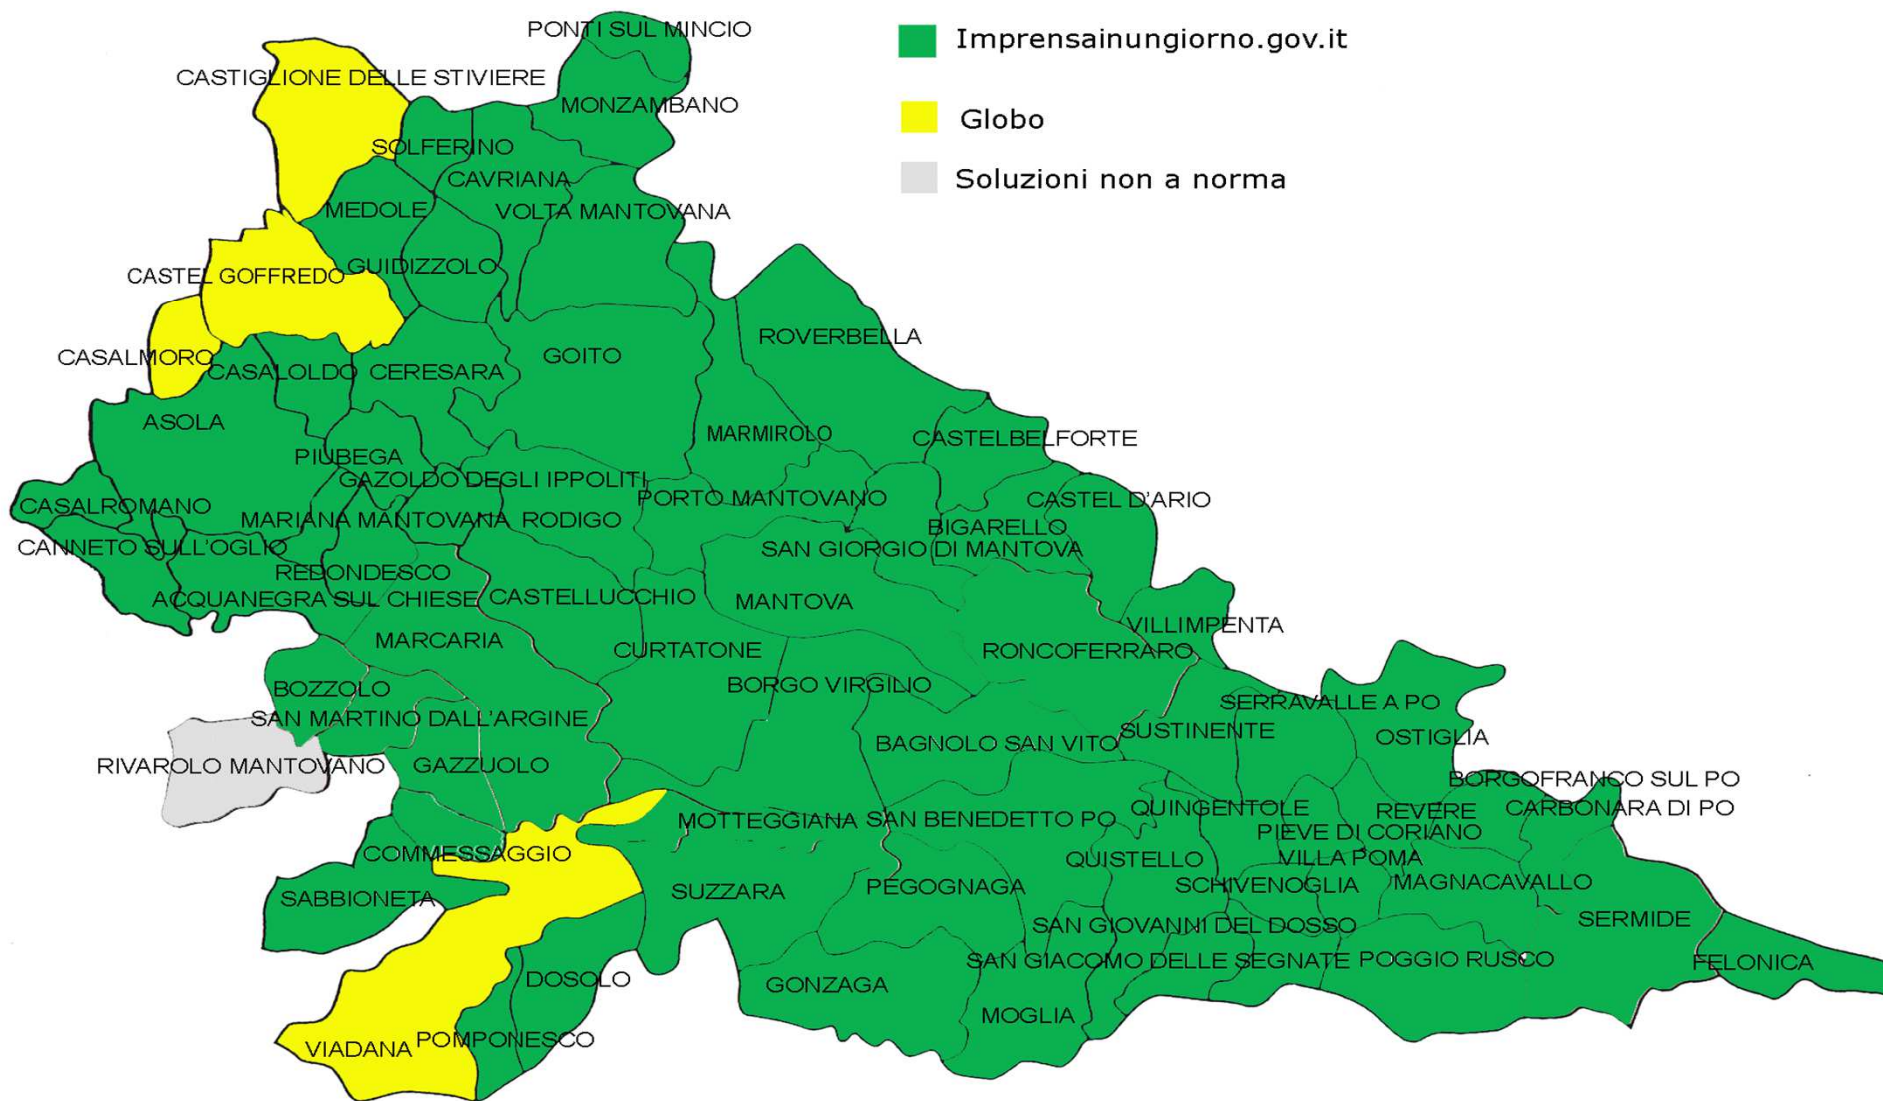 PONTI SUL MINCIO
Imprensainungiorno.gov.it
CASTIGLIONE DELLE STIVIERE
MONZAMBANO
Globo
SOLFERINO
CAVRIANA
Soluzioni non a norma
MEDOLE
VOLTA MANTOVANA
GUIDIZZOLO
CASTEL GOFFREDO
ROVERBELLA
CASALMORO
GOITO
CASALOLDO
CERESARA
ASOLA
MARMIROLO
CASTELBELFORTE
PIUBEGA
GAZOLDO DEGLI IPPOLITI
PORTO MANTOVANO
CASTEL D'ARIO
CASALROMANO
MARIANA MANTOVANA
RODIGO
BIGARELLO
CANNETO SULL'OGLIO
SAN GIORGIO DI MANTOVA
REDONDESCO
ACQUANEGRA SUL CHIESE
CASTELLUCCHIO
MANTOVA
VILLIMPENTA
MARCARIA
CURTATONE
RONCOFERRARO
BOZZOLO
BORGO VIRGILIO
SERRAVALLE A PO
SAN MARTINO DALL'ARGINE
SUSTINENTE
OSTIGLIA
BAGNOLO SAN VITO
RIVAROLO MANTOVANO
GAZZUOLO
BORGOFRANCO SUL PO
QUINGENTOLE
REVERE
CARBONARA DI PO
MOTTEGGIANA
SAN BENEDETTO PO
PIEVE DI CORIANO
COMMESSAGGIO
QUISTELLO
VILLA POMA
SABBIONETA
SUZZARA
PEGOGNAGA
SCHIVENOGLIA
MAGNACAVALLO
SAN GIOVANNI DEL DOSSO
SERMIDE
SAN GIACOMO DELLE SEGNATE
POGGIO RUSCO
FELONICA
DOSOLO
GONZAGA
MOGLIA
VIADANA
POMPONESCO